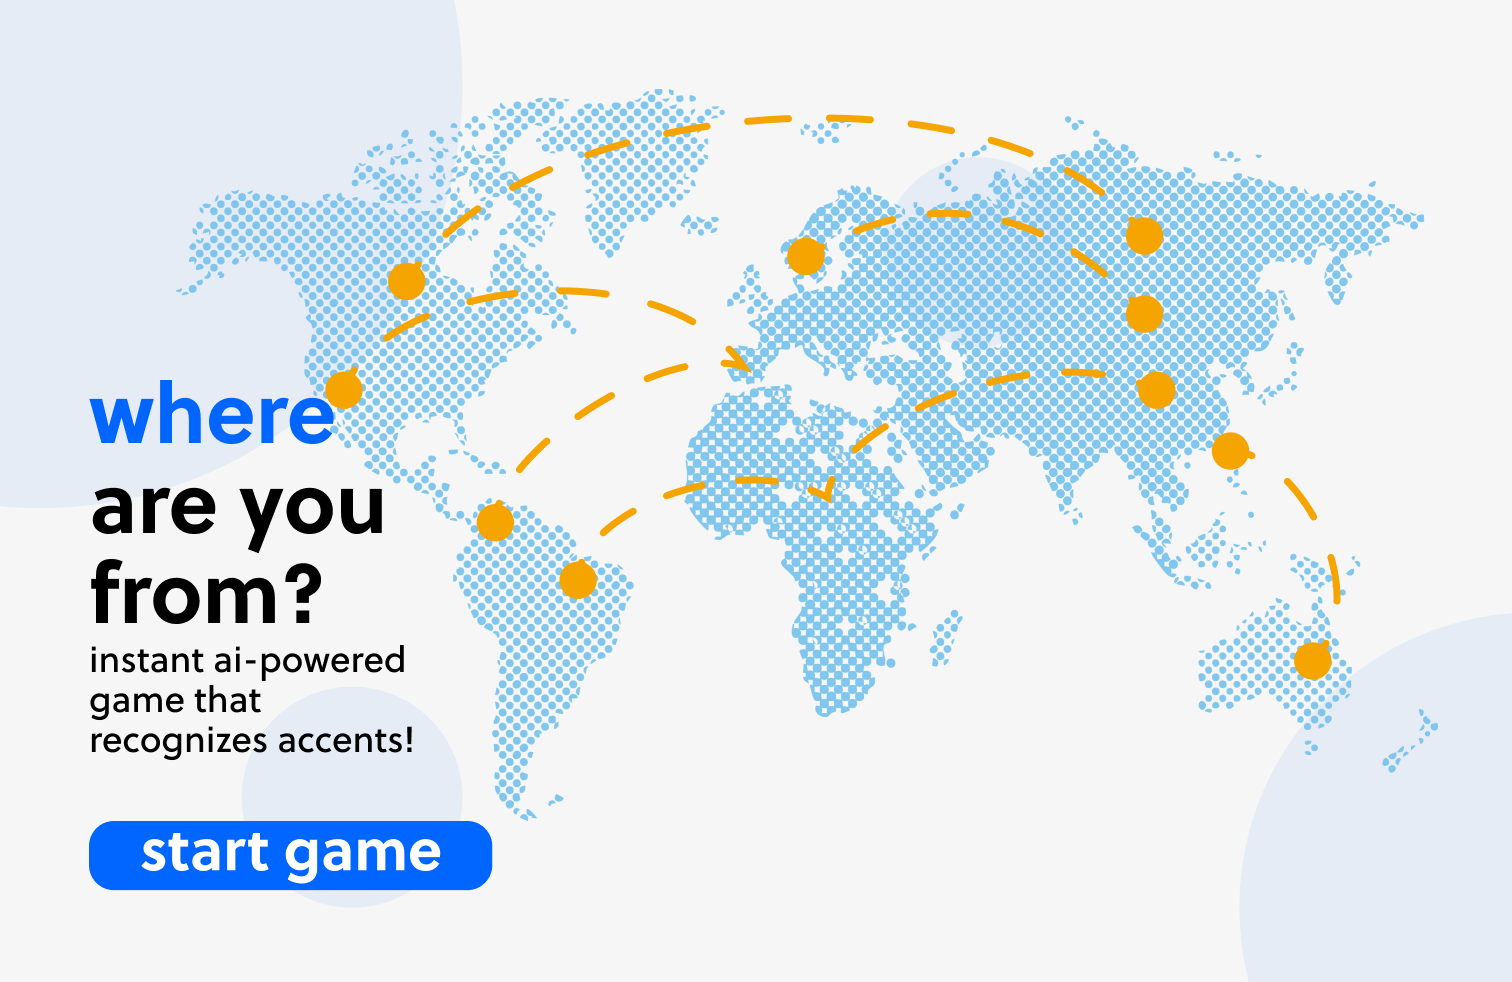 where
are you
from?
instant ai-powered
game that
recognizes accents!
start game